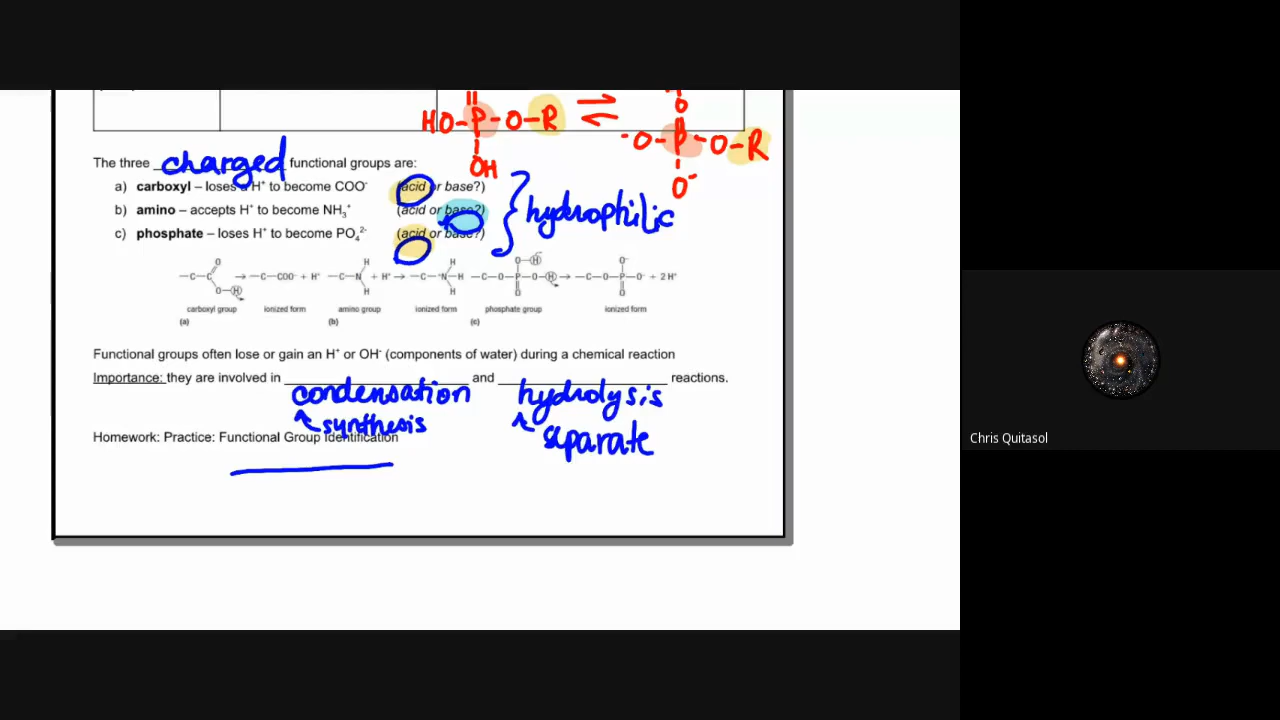 HO-P-O-R
OH
O
-O-P-O-R
O-
The three charged functional groups are:
a) carboxyl – loses a H+ to become COO- (acid or base?)
b) amino – accepts H+ to become NH3+ (acid or base?)
c) phosphate – loses H+ to become PO4 2- (acid or base?)
} hydrophilic
carboxyl group ionized form amino group ionized form phosphate group ionized form
(a) (b) (c)
Functional groups often lose or gain an H+ or OH- (components of water) during a chemical reaction
Importance: they are involved in condensation and hydrolysis reactions.
synthesis
separate
Homework: Practice: Functional Group Identification
Chris Quitasol